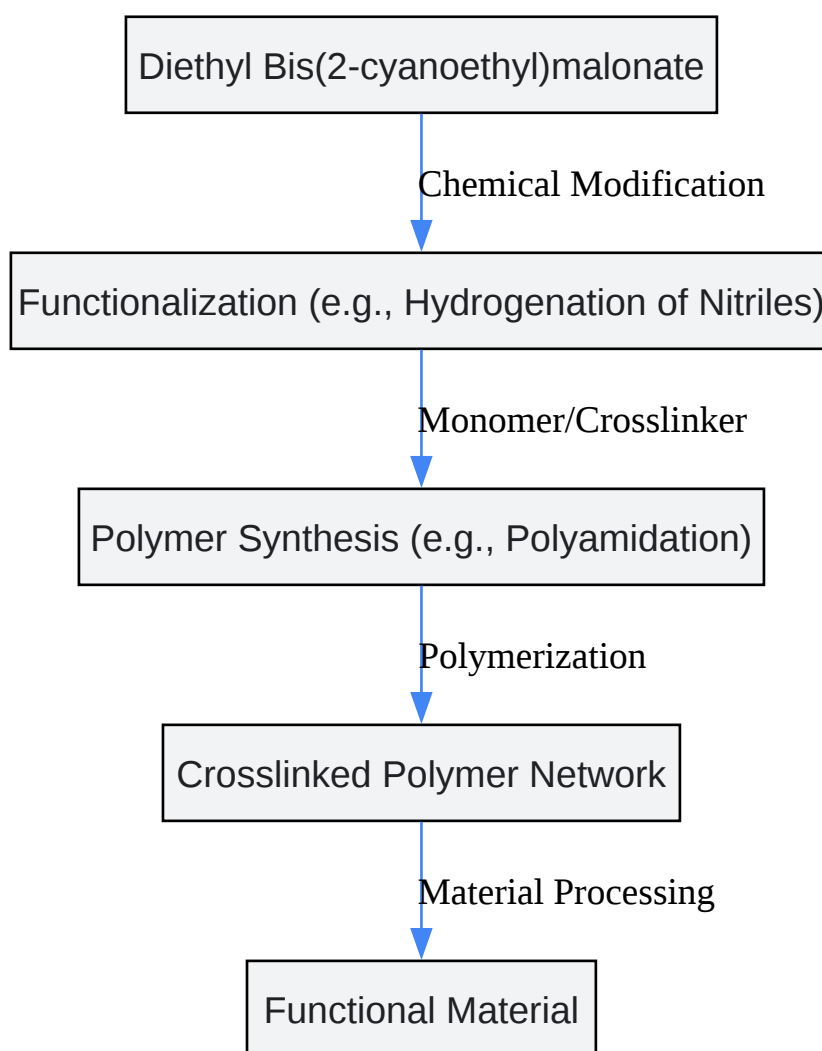 Diethyl Bis(2-cyanoethyl)malonate
Chemical Modification
Functionalization (e.g., Hydrogenation of Nitriles)
Monomer/Crosslinker
Polymer Synthesis (e.g., Polyamidation)
Polymerization
Crosslinked Polymer Network
Material Processing
Functional Material